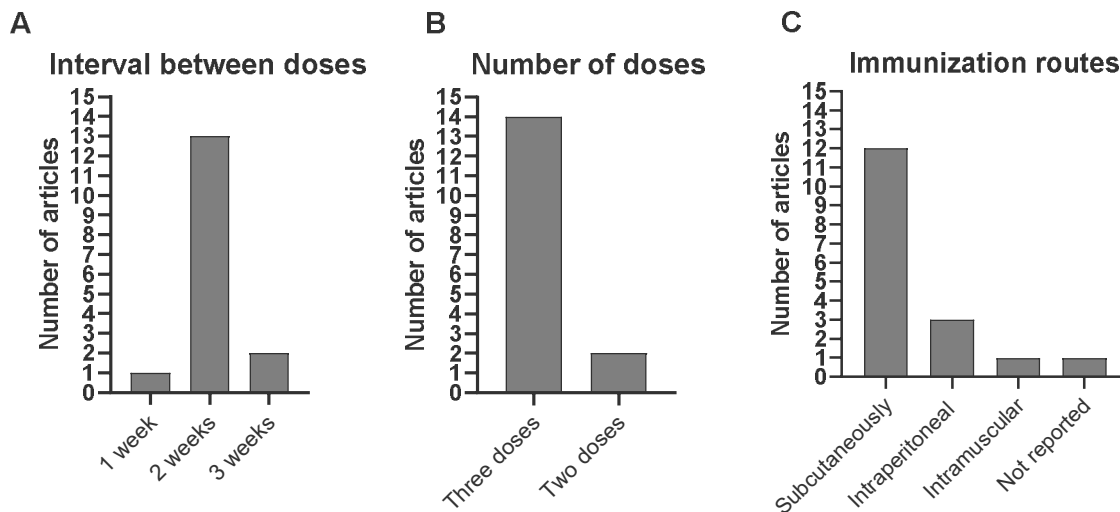 A
Interval between doses
Number of articles
15
14
13
12
11
10
9
8
7
6
5
4
3
2
1
0
1 week
2 weeks
3 weeks
B
Number of doses
Number of articles
15
14
13
12
11
10
9
8
7
6
5
4
3
2
1
0
Three doses
Two doses
C
Immunization routes
Number of articles
15
14
13
12
11
10
9
8
7
6
5
4
3
2
1
0
Subcutaneously
Intraperitoneal
Intramuscular
Not reported